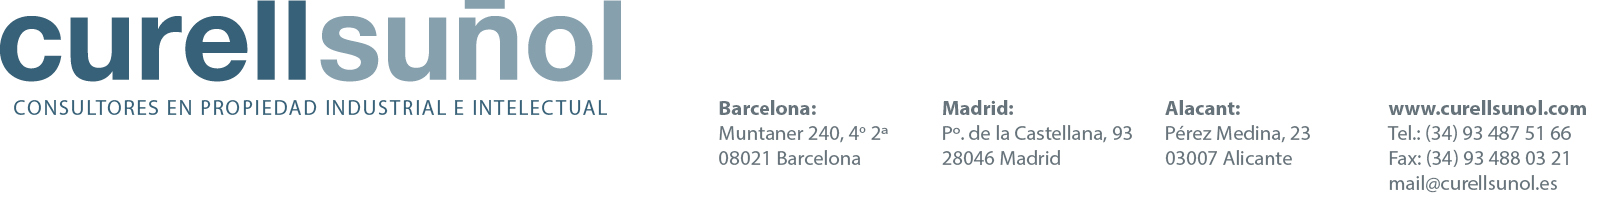 curellsuñol
CONSULTORES EN PROPIEDAD INDUSTRIAL E INTELECTUAL
Barcelona:
Muntaner 240, 4º 2ª
08021 Barcelona
Madrid:
Pº. de la Castellana, 93
28046 Madrid
Alacant:
Pérez Medina, 23
03007 Alicante
www.curellsunol.com
Tel.: (34) 93 487 51 66
Fax: (34) 93 488 03 21
mail@curellsunol.es